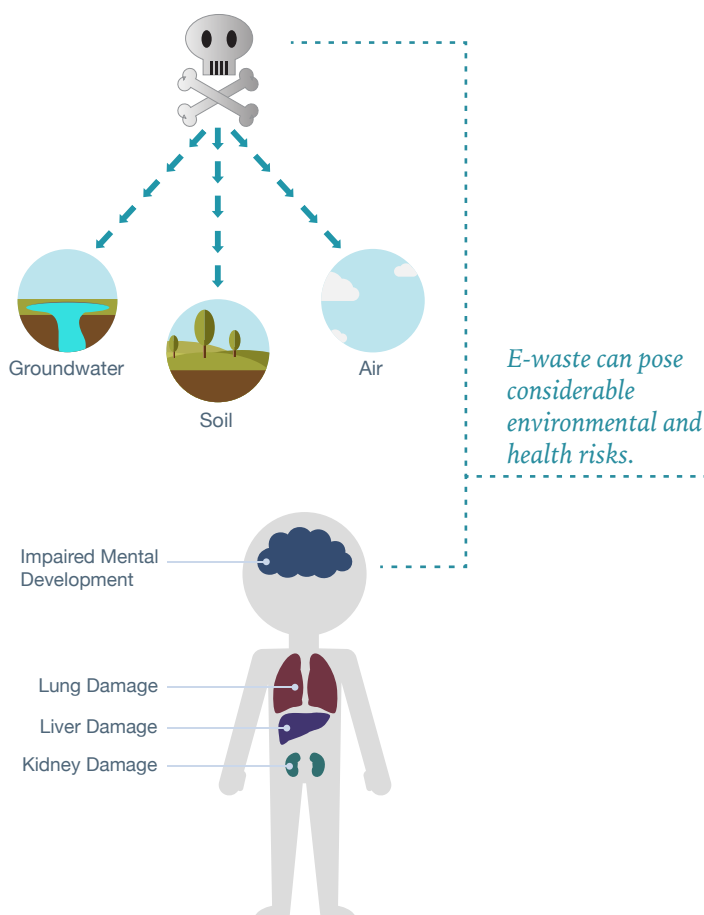 Groundwater
Soil
Air
E-waste can pose
considerable
environmental and
health risks.
Impaired Mental
Development
Lung Damage
Liver Damage
Kidney Damage